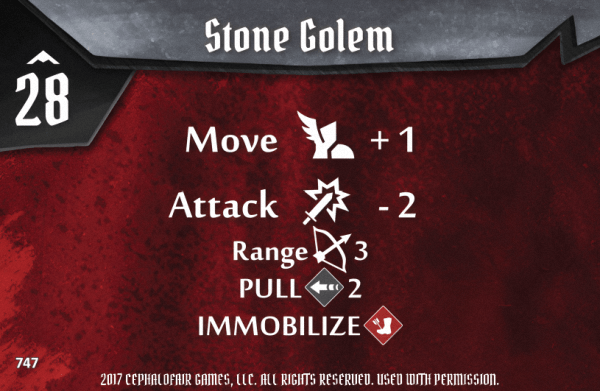 Stone Golem
28
Move + 1
Attack - 2
Range 3
PULL 2
IMMOBILIZE
747
2017 CEPHALOFAIR GAMES, LLC. ALL RIGHTS RESERVED. USED WITH PERMISSION.